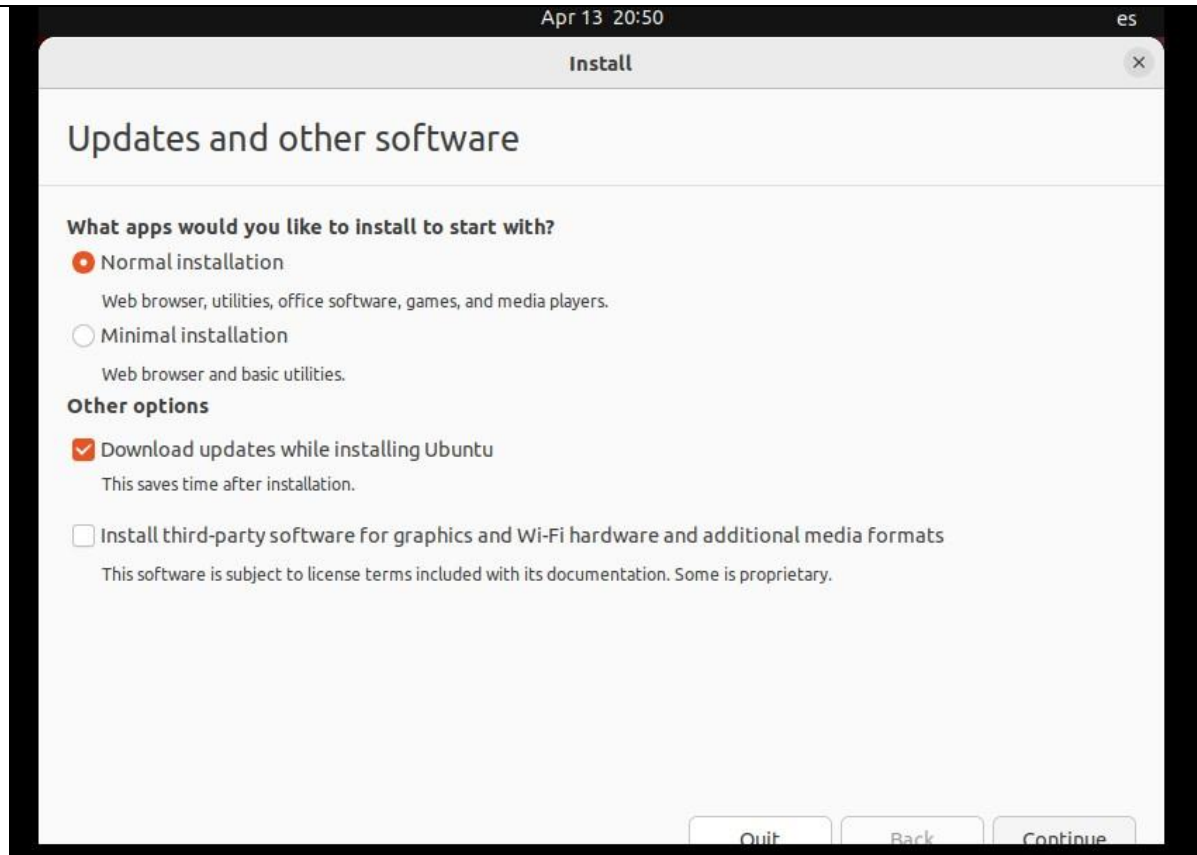 Apr 13 20:50
es
Install
Updates and other software
What apps would you like to install to start with?
Normal installation
Web browser, utilities, office software, games, and media players.
Minimal installation
Web browser and basic utilities.
Other options
Download updates while installing Ubuntu
This saves time after installation.
Install third-party software for graphics and Wi-Fi hardware and additional media formats
This software is subject to license terms included with its documentation. Some is proprietary.
Quit
Back
Continue